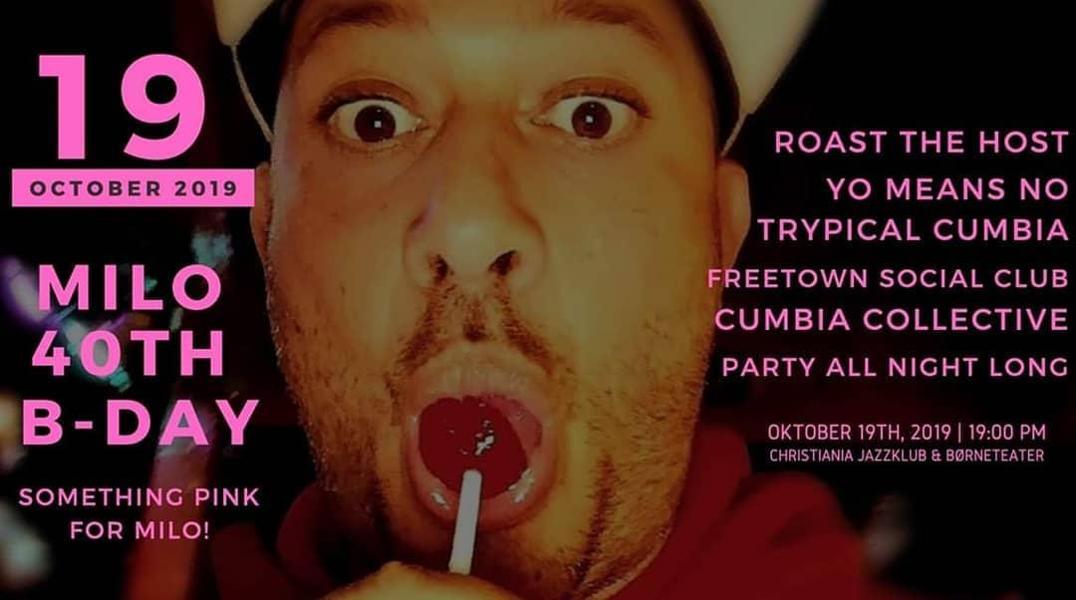 19
OCTOBER 2019
MILO
40TH
B-DAY
SOMETHING PINK
FOR MILO!
ROAST THE HOST
YO MEANS NO
TRYPICAL CUMBIA
FREETOWN SOCIAL CLUB
CUMBIA COLLECTIVE
PARTY ALL NIGHT LONG
OKTOBER 19TH, 2019 | 19:00 PM
CHRISTIANIA JAZZKLUB & BØRNETEATER